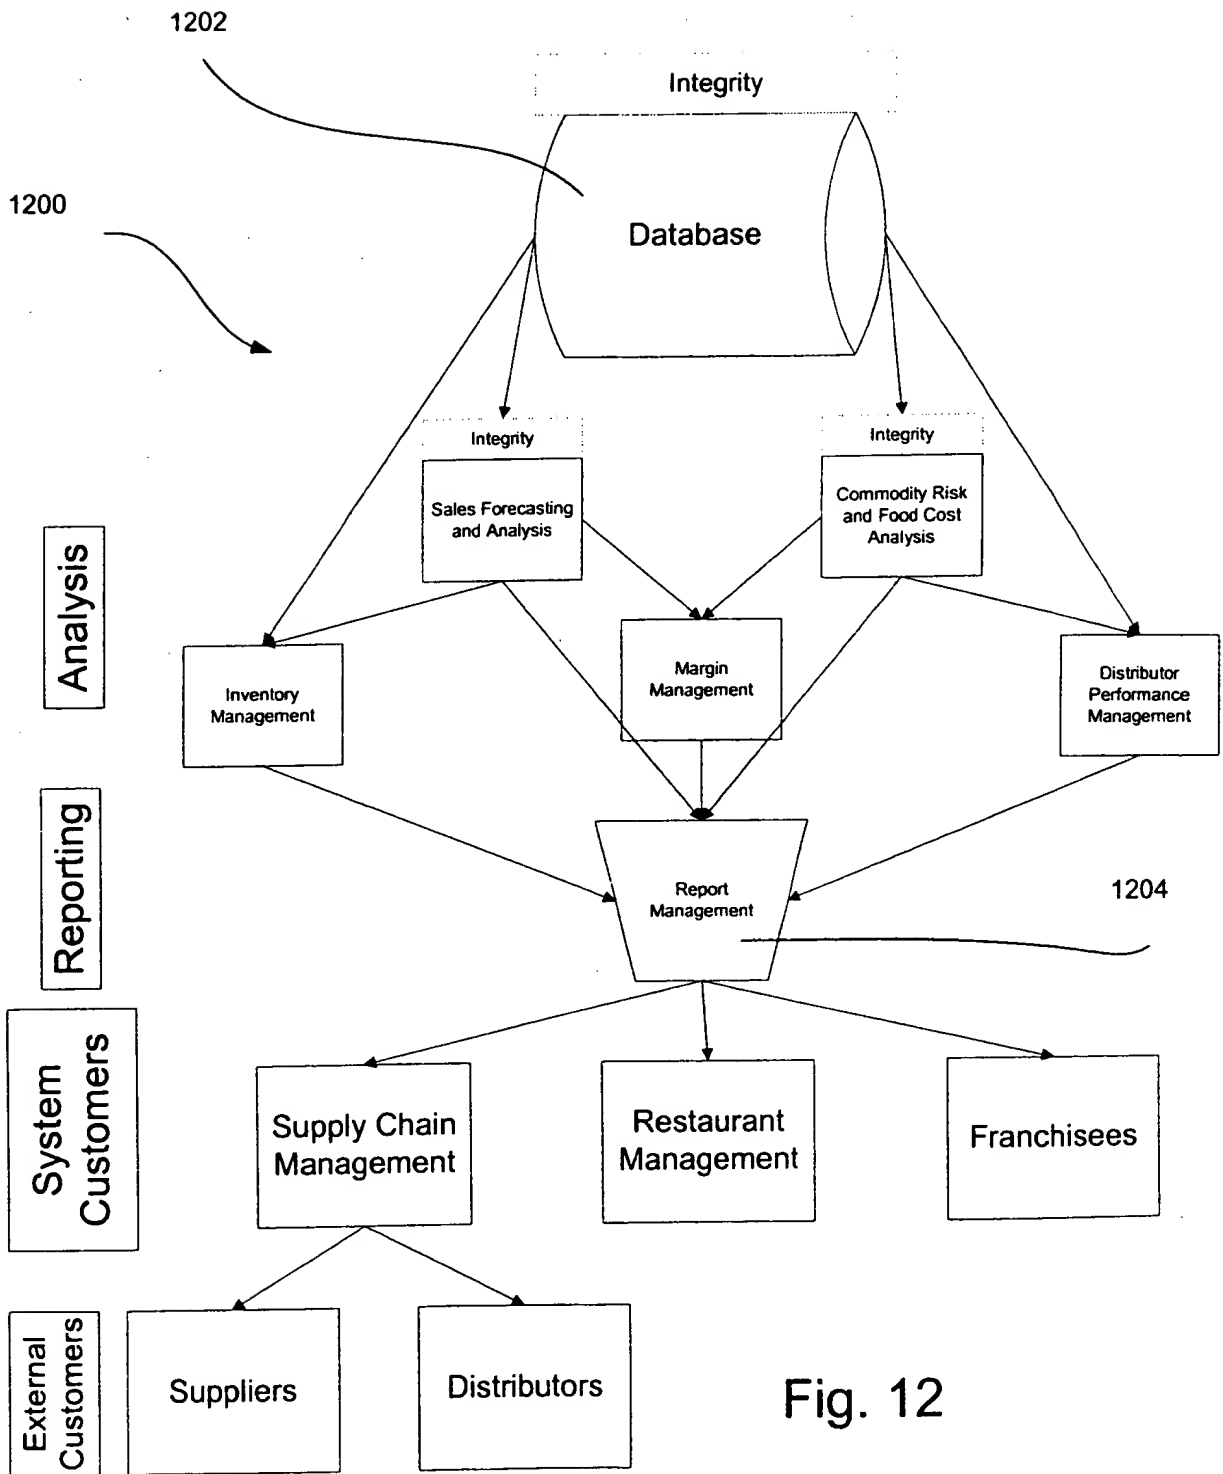 1202
Integrity
1200
Database
Integrity
Integrity
Sales Forecasting
and Analysis
Commodity Risk
and Food Cost
Analysis
Analysis
Inventory
Management
Margin
Management
Distributor
Performance
Management
Reporting
Report
Management
1204
System
Customers
Supply Chain
Management
Restaurant
Management
Franchisees
External
Customers
Suppliers
Distributors
Fig. 12